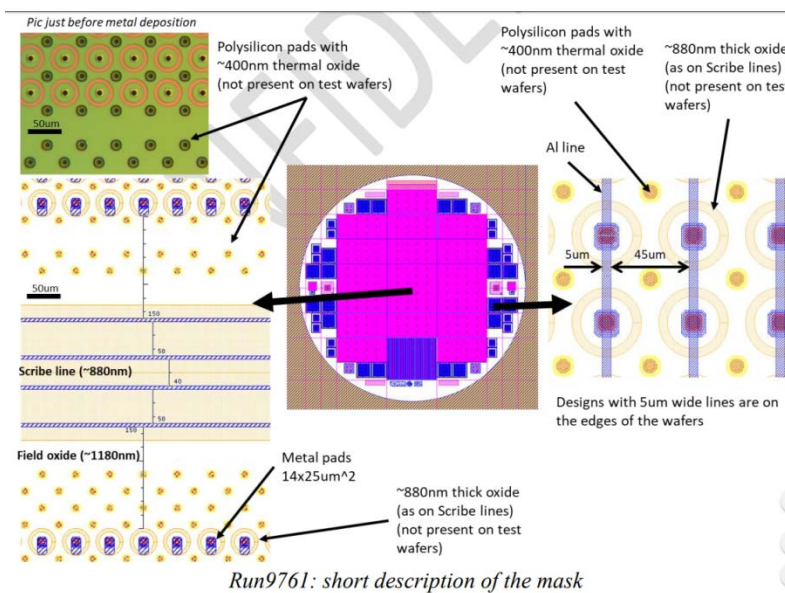 Pic just before metal deposition
50um
Polysilicon pads with
~400nm thermal oxide
(not present on test wafers)
Polysilicon pads with
~400nm thermal oxide
(not present on test
wafers)
~880nm thick oxide
(as on Scribe lines)
(not present on test
wafers)
Al line
5um
45um
50um
150
50
Scribe line (~880nm)
40
50
150
Field oxide (~1180nm)
Metal pads
14x25um^2
~880nm thick oxide
(as on Scribe lines)
(not present on test wafers)
Designs with 5um wide lines are on
the edges of the wafers
Run9761: short description of the mask